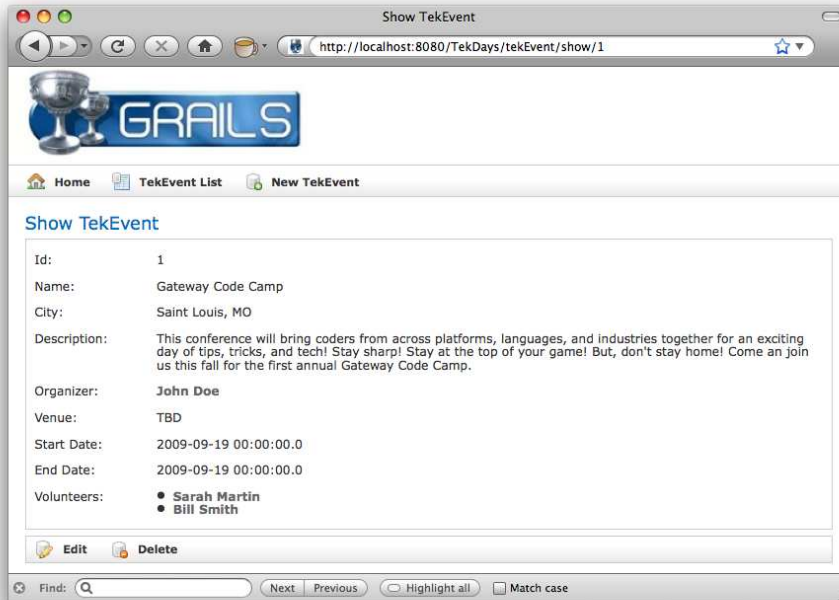 Show TekEvent
http://localhost:8080/TekDays/tekEvent/show/1
GRAILS
Home TekEvent List New TekEvent
Show TekEvent
Id: 1
Name: Gateway Code Camp
City: Saint Louis, MO
Description: This conference will bring coders from across platforms, languages, and industries together for an exciting
day of tips, tricks, and tech! Stay sharp! Stay at the top of your game! But, don't stay home! Come an join
us this fall for the first annual Gateway Code Camp.
Organizer: John Doe
Venue: TBD
Start Date: 2009-09-19 00:00:00.0
End Date: 2009-09-19 00:00:00.0
Volunteers: • Sarah Martin
• Bill Smith
Edit Delete
Find: Next Previous Highlight all Match case